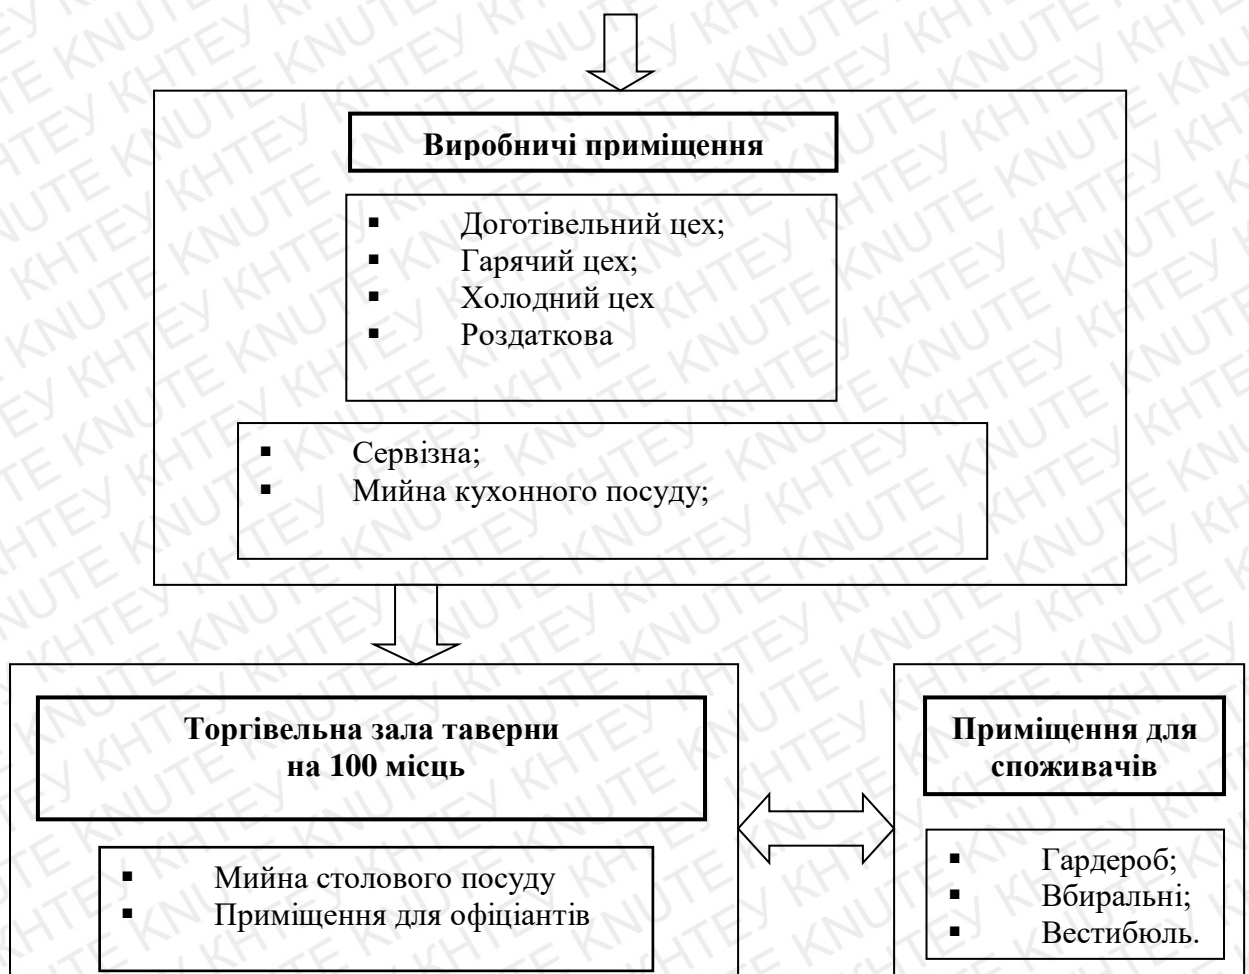 Виробничі приміщення
▪ Доготівельний цех;
▪ Гарячий цех;
▪ Холодний цех
▪ Роздаткова
▪ Сервізна;
▪ Мийна кухонного посуду;
Торгівельна зала таверни
на 100 місць
▪ Мийна столового посуду
▪ Приміщення для офіціантів
Приміщення для
споживачів
▪ Гардероб;
▪ Вбиральні;
▪ Вестибюль.